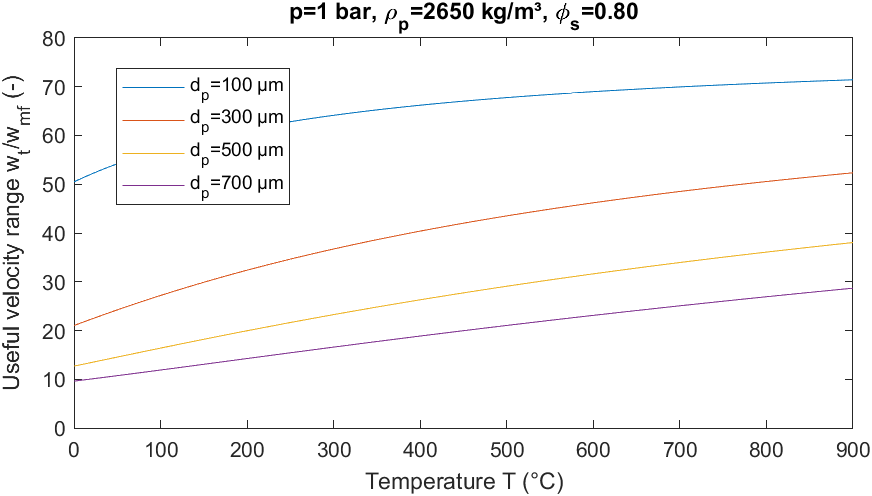 p=1 bar, ρp=2650 kg/m³, ϕs=0.80
Useful velocity range wt/wmf (-)
80
70
60
50
40
30
20
10
0
dp=100 µm
dp=300 µm
dp=500 µm
dp=700 µm
0 100 200 300 400 500 600 700 800 900
Temperature T (°C)